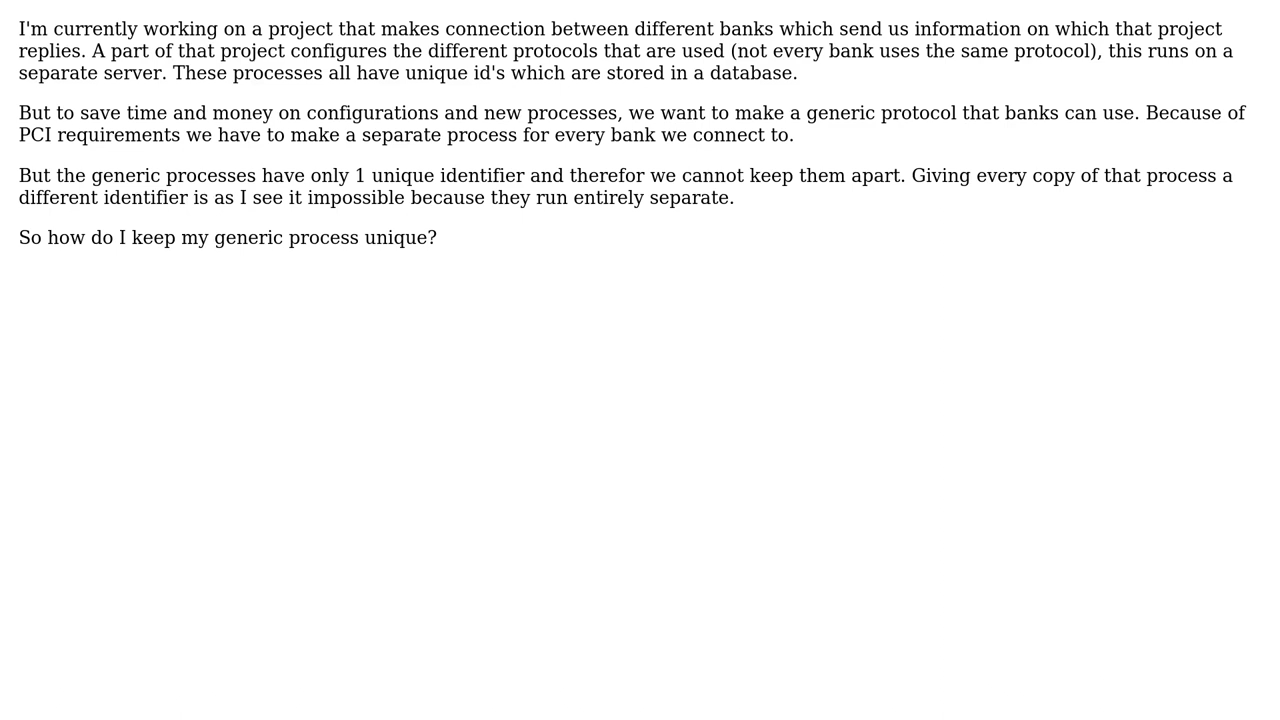 I'm currently working on a project that makes connection between different banks which send us information on which that project
replies. A part of that project configures the different protocols that are used (not every bank uses the same protocol), this runs on a
separate server. These processes all have unique id's which are stored in a database.
But to save time and money on configurations and new processes, we want to make a generic protocol that banks can use. Because of
PCI requirements we have to make a separate process for every bank we connect to.
But the generic processes have only 1 unique identifier and therefor we cannot keep them apart. Giving every copy of that process a
different identifier is as I see it impossible because they run entirely separate.
So how do I keep my generic process unique?